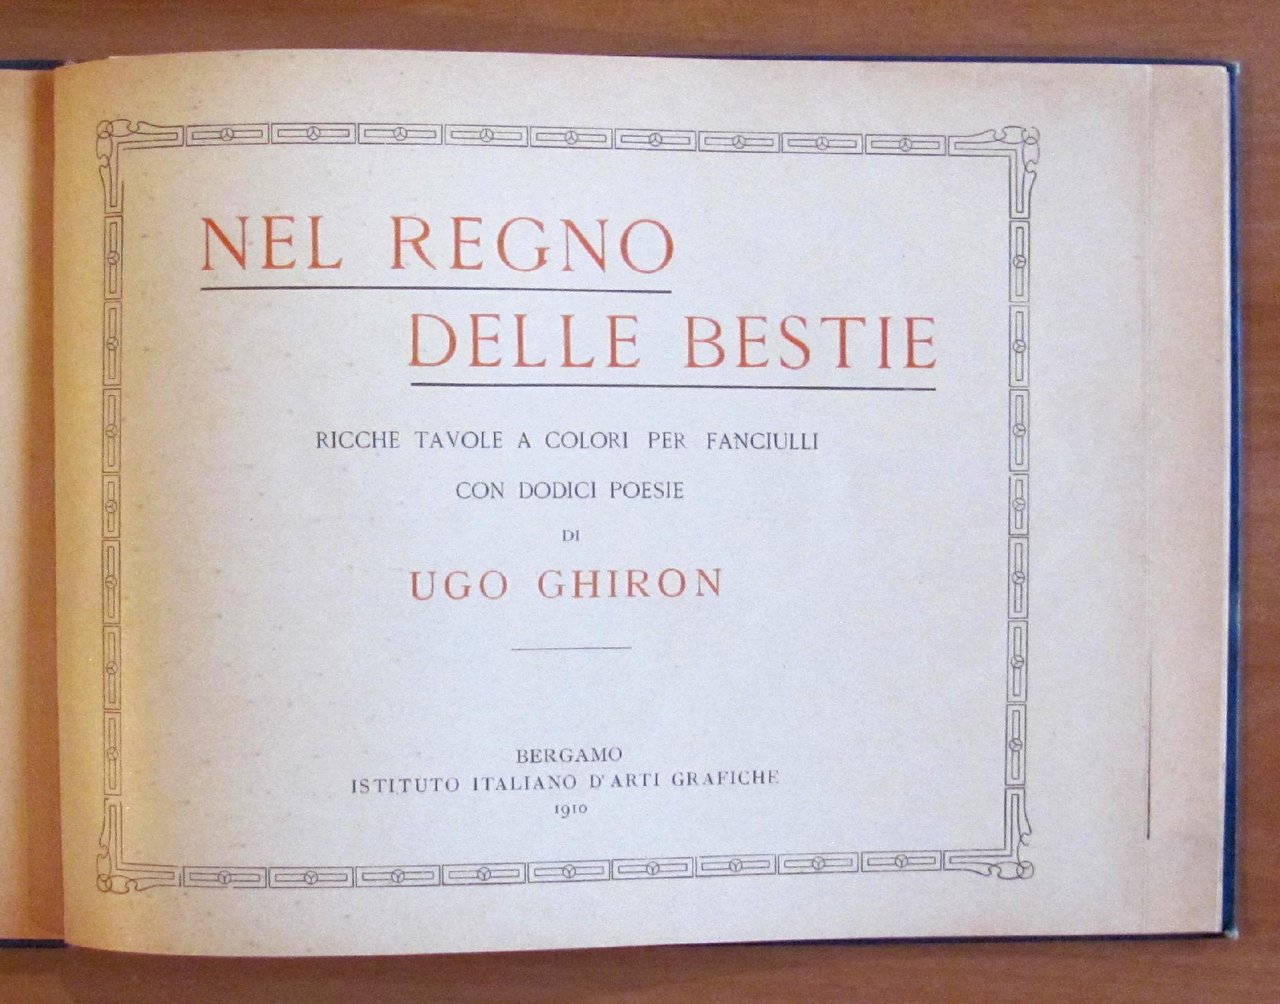 NEL REGNO
DELLE BESTIE
RICCHE TAVOLE A COLORI PER FANCIULLI
CON DODICI POESIE
DI
UGO GHIRON
BERGAMO
ISTITUTO ITALIANO D'ARTI GRAFICHE
1910